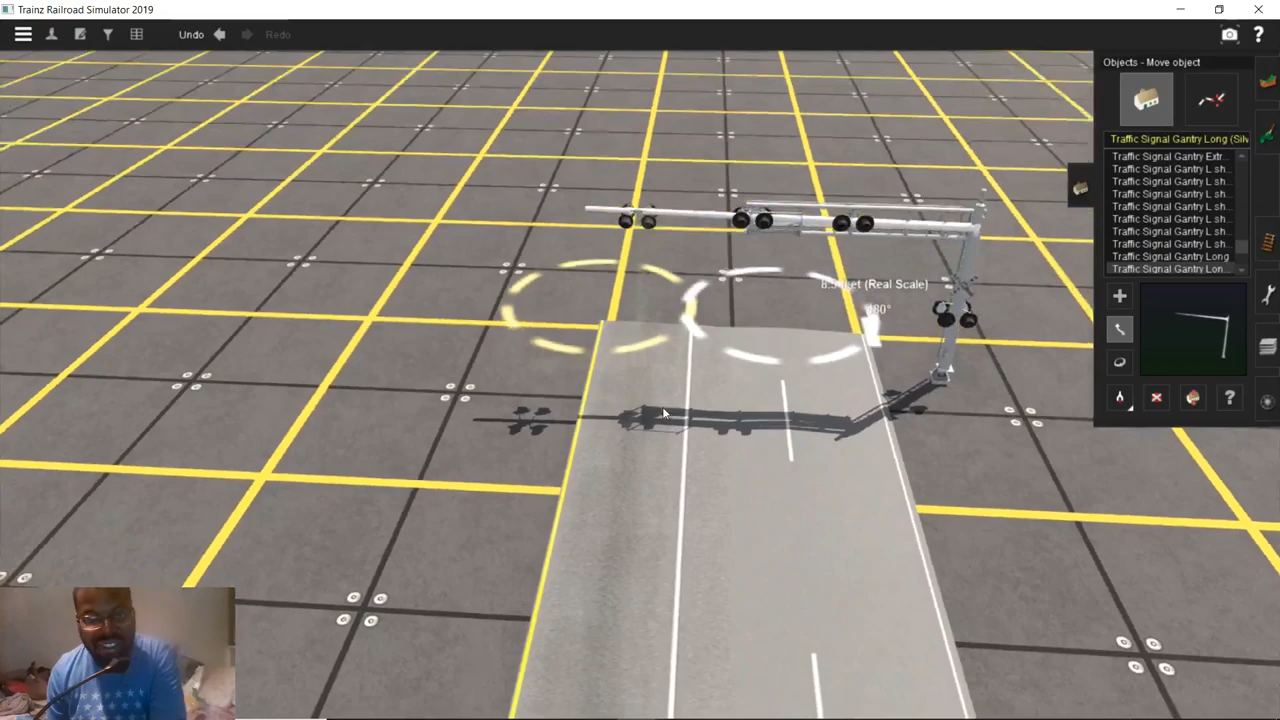 Trainz Railroad Simulator 2019
Undo
Redo
?
Objects - Move object
Traffic Signal Gantry Long (Silv
Traffic Signal Gantry Extr...
Traffic Signal Gantry L sh...
Traffic Signal Gantry L sh...
Traffic Signal Gantry L sh...
Traffic Signal Gantry L sh...
Traffic Signal Gantry L sh...
Traffic Signal Gantry L sh...
Traffic Signal Gantry L sh...
Traffic Signal Gantry Long
Traffic Signal Gantry Lon...
(Real Scale)
?